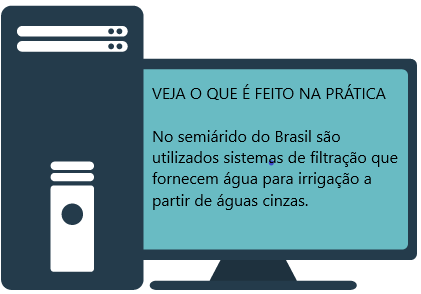 VEJA O QUE É FEITO NA PRÁTICA
No semiárido do Brasil são
utilizados sistemas de filtração que
fornecem água para irrigação a
partir de águas cinzas.